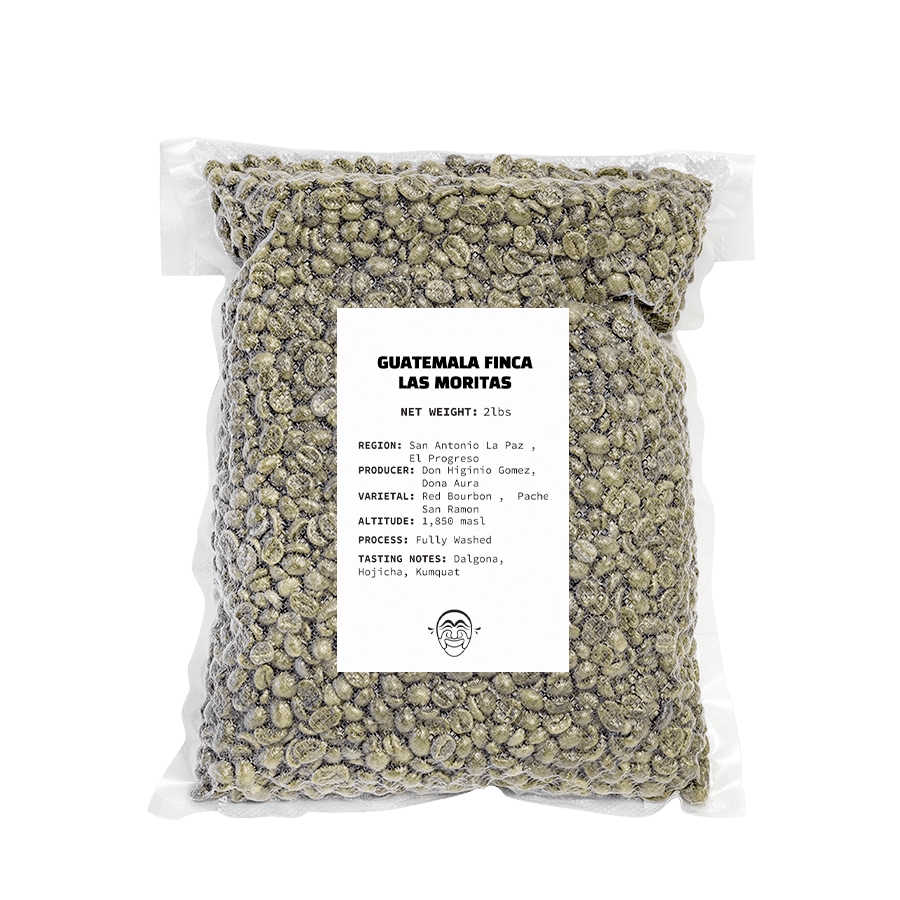 GUATEMALA FINCA
LAS MORITAS
NET WEIGHT: 2lbs
REGION: San Antonio La Paz ,
El Progreso
PRODUCER: Don Higinio Gomez,
Dona Aura
VARIETAL: Red Bourbon , Pache
San Ramon
ALTITUDE: 1,850 masl
PROCESS: Fully Washed
TASTING NOTES: Dalgona,
Hojicha, Kumquat